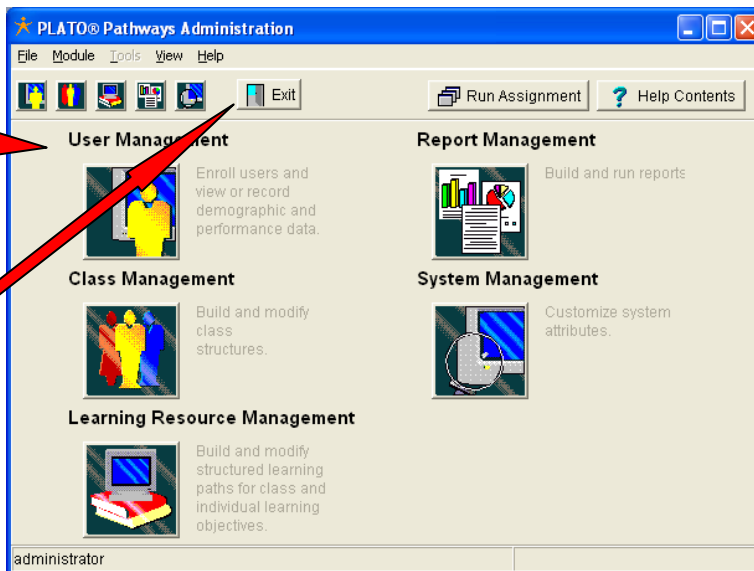 PLATO® Pathways Administration
File Module Tools View Help
Exit
Run Assignment
? Help Contents
User Management
Enroll users and
view or record
demographic and
performance data.
Report Management
Build and run reports
Class Management
Build and modify
class
structures.
System Management
Customize system
attributes.
Learning Resource Management
Build and modify
structured learning
paths for class and
individual learning
objectives.
administrator